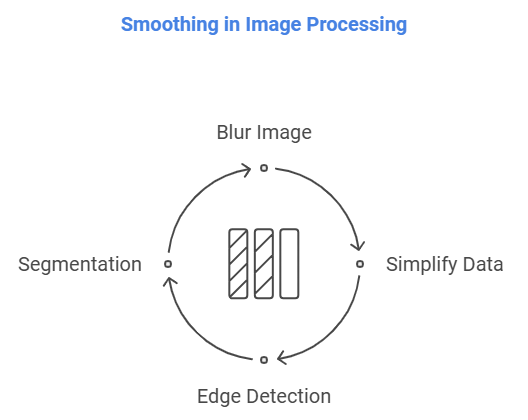 Smoothing in Image Processing
Blur Image
Segmentation
Simplify Data
Edge Detection